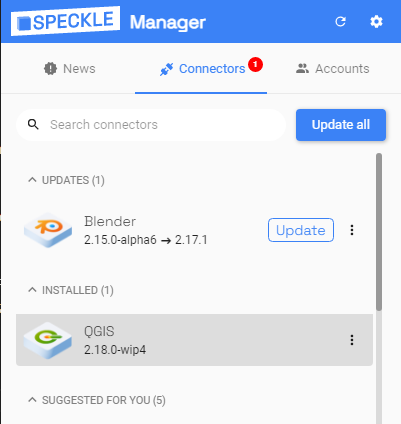 SPECKLE Manager
News
Connectors 1
Accounts
Search connectors
Update all
UPDATES (1)
Blender
2.15.0-alpha6 → 2.17.1
Update
INSTALLED (1)
QGIS
2.18.0-wip4
SUGGESTED FOR YOU (5)